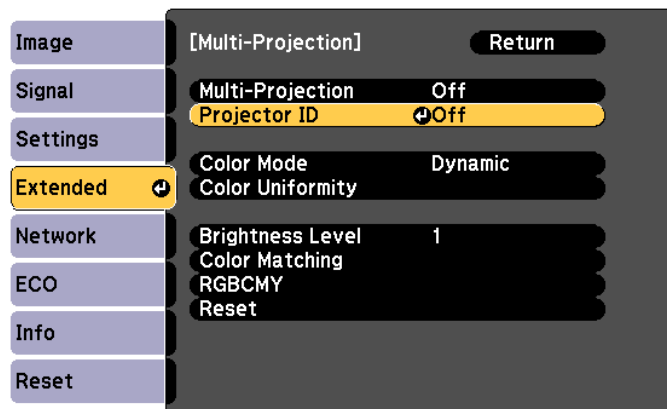 Image
Signal
Settings
Extended
Network
ECO
Info
Reset
[Multi-Projection] Return
Multi-Projection Off
Projector ID Off
Color Mode Dynamic
Color Uniformity
Brightness Level 1
Color Matching
RGBCMY
Reset